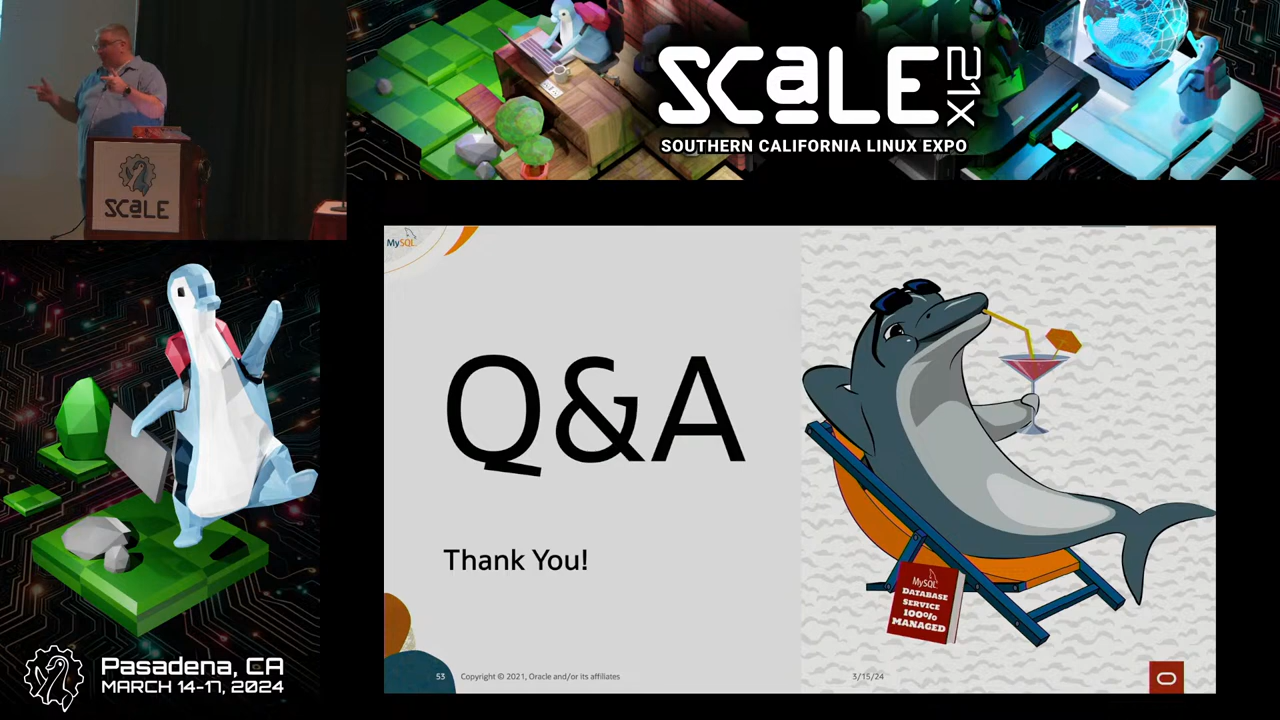 SCaLE
21X
SOUTHERN CALIFORNIA LINUX EXPO
SCaLE
MySQL
Q&A
Thank You!
MySQL
DATABASE
SERVICE
100%
MANAGED
53
Copyright © 2021, Oracle and/or its affiliates
3/15/24
Pasadena, CA
MARCH 14-17, 2024